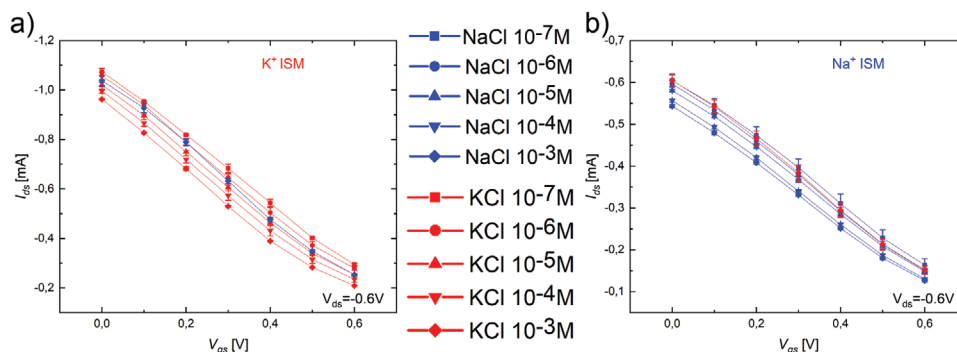 a)
-1,2
-1,0
-0,8
-0,6
-0,4
-0,2
I_ds [mA]
K⁺ ISM
V_ds=-0.6V
0,0 0,2 0,4 0,6
V_gs [V]
NaCl 10⁻⁷M
NaCl 10⁻⁶M
NaCl 10⁻⁵M
NaCl 10⁻⁴M
NaCl 10⁻³M
KCl 10⁻⁷M
KCl 10⁻⁶M
KCl 10⁻⁵M
KCl 10⁻⁴M
KCl 10⁻³M
b)
-0,7
-0,6
-0,5
-0,4
-0,3
-0,2
-0,1
I_ds [mA]
Na⁺ ISM
V_ds=-0.6V
0,0 0,2 0,4 0,6
V_gs [V]